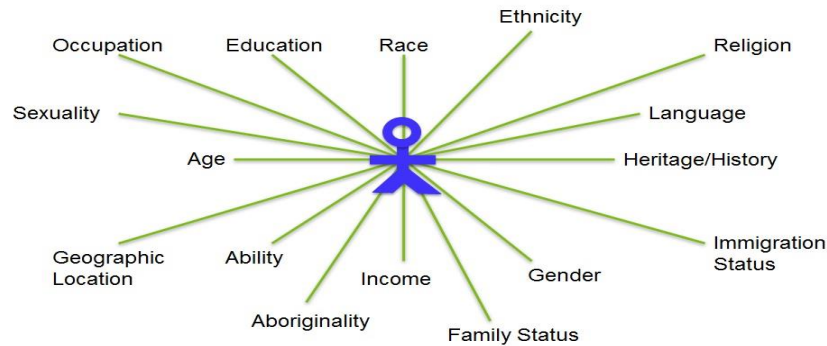 Ethnicity
Occupation
Education
Race
Religion
Sexuality
Language
Age
Heritage/History
Geographic
Location
Ability
Income
Gender
Immigration
Status
Aboriginality
Family Status